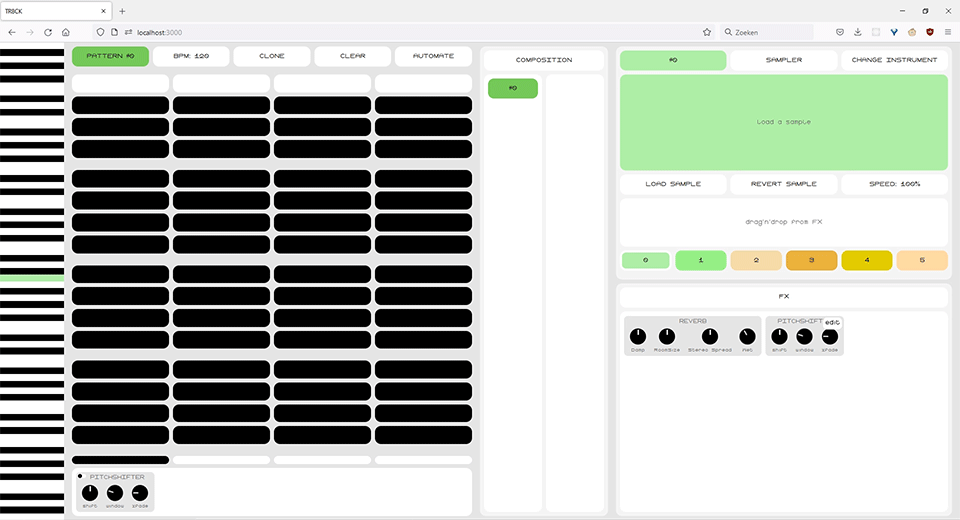 TR8CK
localhost:3000
Zoeken
PATTERN #0
BPM: 120
CLONE
CLEAR
AUTOMATE
COMPOSITION
#0
#0
SAMPLER
CHANGE INSTRUMENT
Load a sample
LOAD SAMPLE
REVERT SAMPLE
SPEED: 100%
drag'n'drop from FX
0
1
2
3
4
5
FX
REVERB
Damp
RoomSize
Stereo Spread
Wet
PITCHSHIFT
edit
shift
window
xfade
PITCHSHIFTER
shift
window
xfade